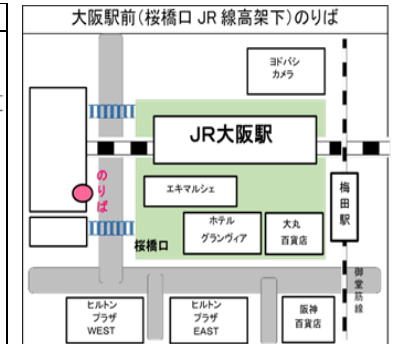 大阪駅前(桜橋口 JR 線高架下)のりば
ヨドバシ
カメラ
JR大阪駅
のりば
エキマルシェ
梅田駅
ホテル
グランヴィア
大丸
百貨店
桜橋口
御堂筋線
ヒルトン
プラザ
WEST
ヒルトン
プラザ
EAST
阪神
百貨店